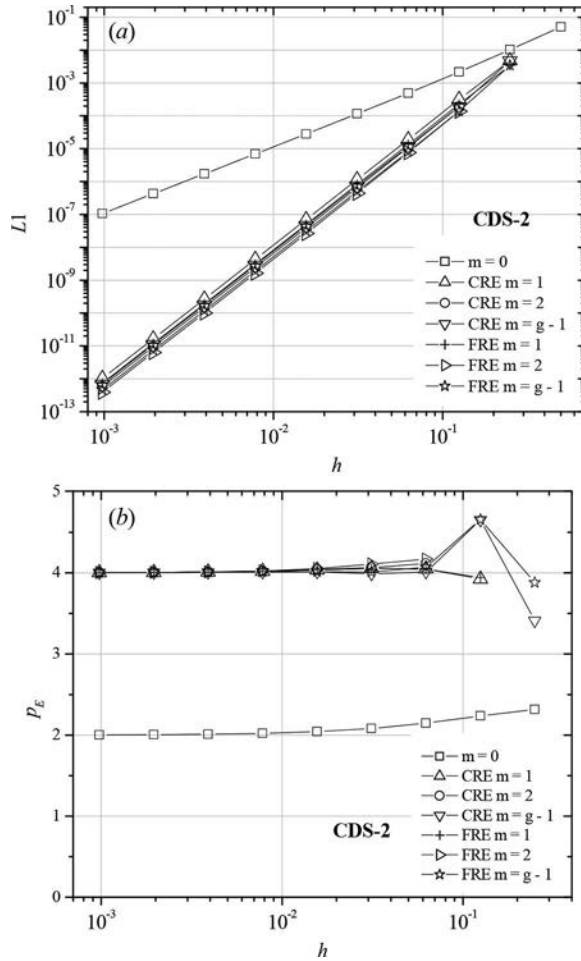 (a)
10⁻¹
10⁻³
10⁻⁵
10⁻⁷
10⁻⁹
10⁻¹¹
10⁻¹³
L1
CDS-2
m = 0
CRE m = 1
CRE m = 2
CRE m = g - 1
FRE m = 1
FRE m = 2
FRE m = g - 1
10⁻³
10⁻²
10⁻¹
h
(b)
5
4
3
2
1
0
p_E
CDS-2
m = 0
CRE m = 1
CRE m = 2
CRE m = g - 1
FRE m = 1
FRE m = 2
FRE m = g - 1
10⁻³
10⁻²
10⁻¹
h